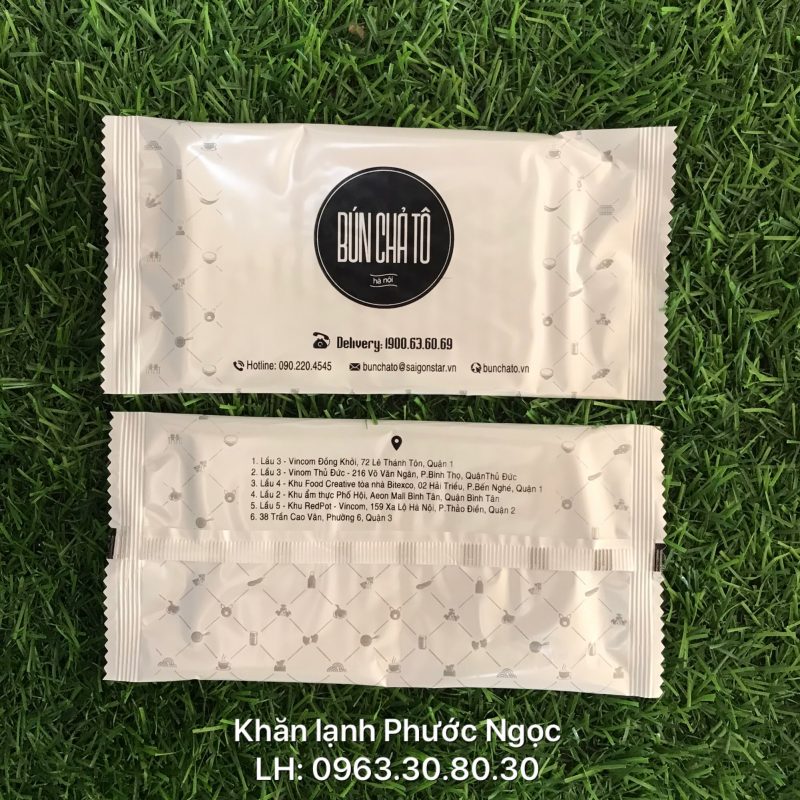 BÚN CHẢ TÔ
hà nội
Delivery: 1900.63.60.69
Hotline: 090.220.4545 bunchato@saigonstar.vn bunchato.vn
1. Lầu 3 - Vincom Đồng Khởi, 72 Lê Thánh Tôn, Quận 1
2. Lầu 3 - Vinom Thủ Đức - 216 Võ Văn Ngân, P.Bình Thọ, QuậnThủ Đức
3. Lầu 4 - Khu Food Creative tòa nhà Bitexco, 02 Hải Triều, P.Bến Nghé, Quận 1
4. Lầu 2 - Khu ẩm thực Phố Hội, Aeon Mall Bình Tân, Quận Bình Tân
5. Lầu 5 - Khu RedPot - Vincom, 159 Xa Lộ Hà Nội, P.Thảo Điền, Quận 2
6. 38 Trần Cao Vân, Phường 6, Quận 3
Khăn lạnh Phước Ngọc
LH: 0963.30.80.30